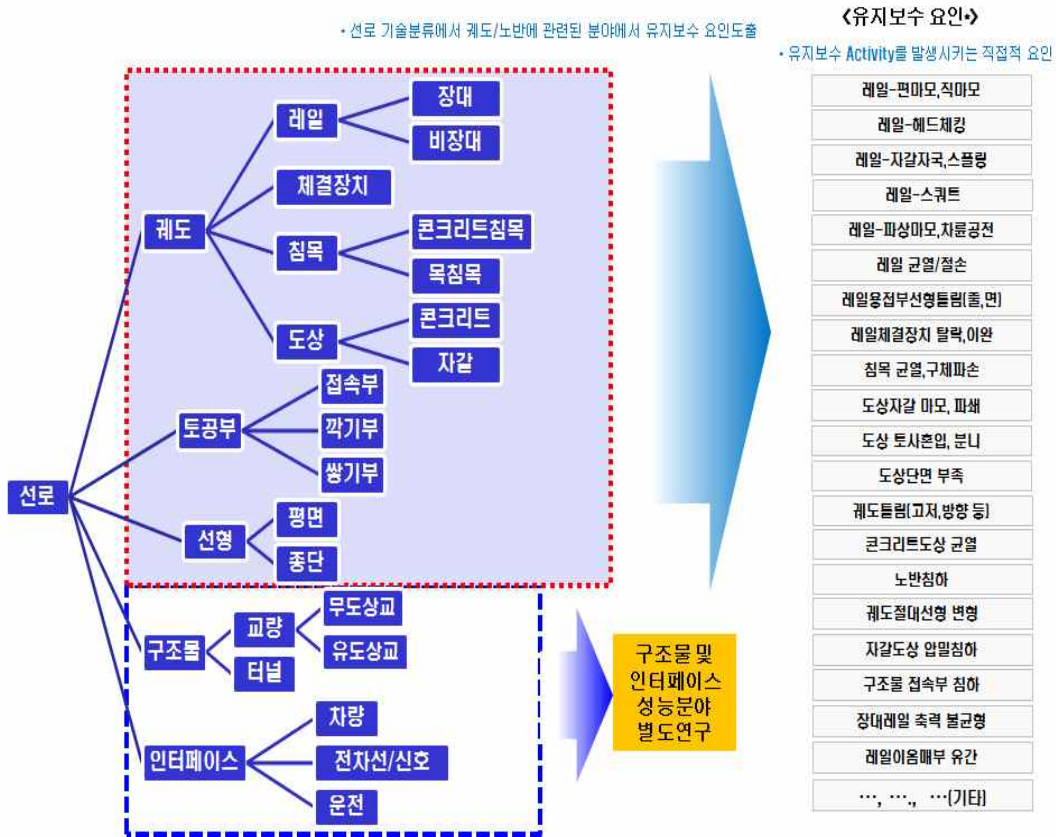 • 선로 기술분류에서 궤도/노반에 관련된 분야에서 유지보수 요인도출
선로
궤도
레일
장대
비장대
체결장치
침목
콘크리트침목
목침목
도상
콘크리트
자갈
토공부
접속부
깍기부
쌓기부
선형
평면
종단
구조물
교량
무도상교
유도상교
터널
인터페이스
차량
전차선/신호
운전
구조물 및
인터페이스
성능분야
별도연구
<유지보수 요인*>
• 유지보수 Activity를 발생시키는 직접적 요인
레일-편마모,직마모
레일-헤드체킹
레일-자갈자국,스폴링
레일-스쿼트
레일-파상마모,차륜공전
레일 균열/절손
레일용접부선형틀림(줄,면)
레일체결장치 탈락,이완
침목 균열,구체파손
도상자갈 마모, 파쇄
도상 토사혼입, 분니
도상단면 부족
궤도틀림(고저,방향 등)
콘크리트도상 균열
노반침하
궤도절대선형 변형
자갈도상 압밀침하
구조물 접속부 침하
장대레일 축력 불균형
레일이음매부 유간
…, …., …(기타)